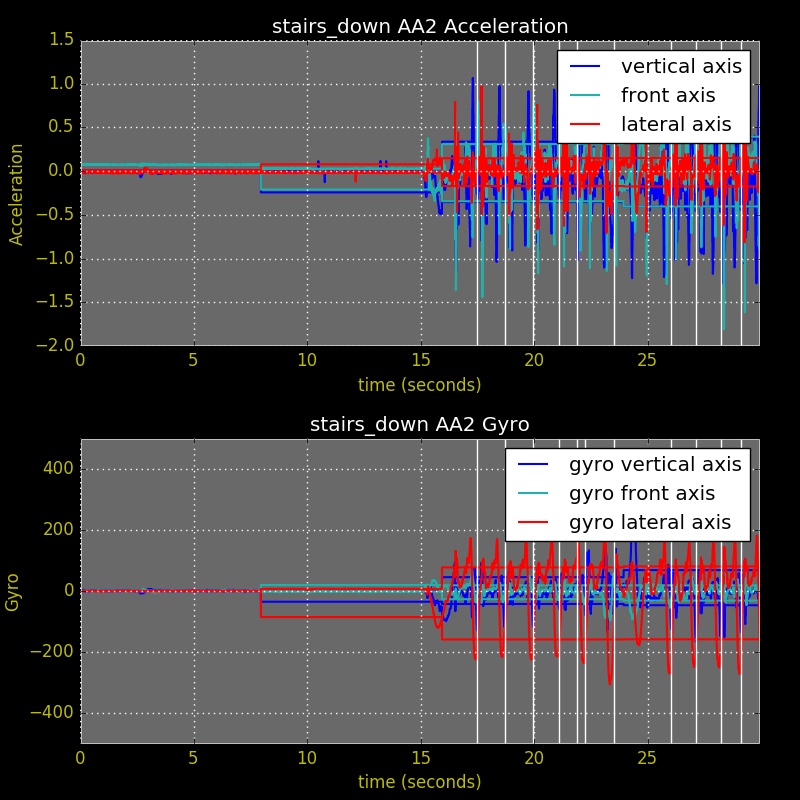 stairs_down AA2 Acceleration
1.5
1.0
0.5
0.0
−0.5
−1.0
−1.5
−2.0
Acceleration
vertical axis
front axis
lateral axis
0 5 10 15 20 25
time (seconds)
stairs_down AA2 Gyro
400
200
0
−200
−400
Gyro
gyro vertical axis
gyro front axis
gyro lateral axis
0 5 10 15 20 25
time (seconds)